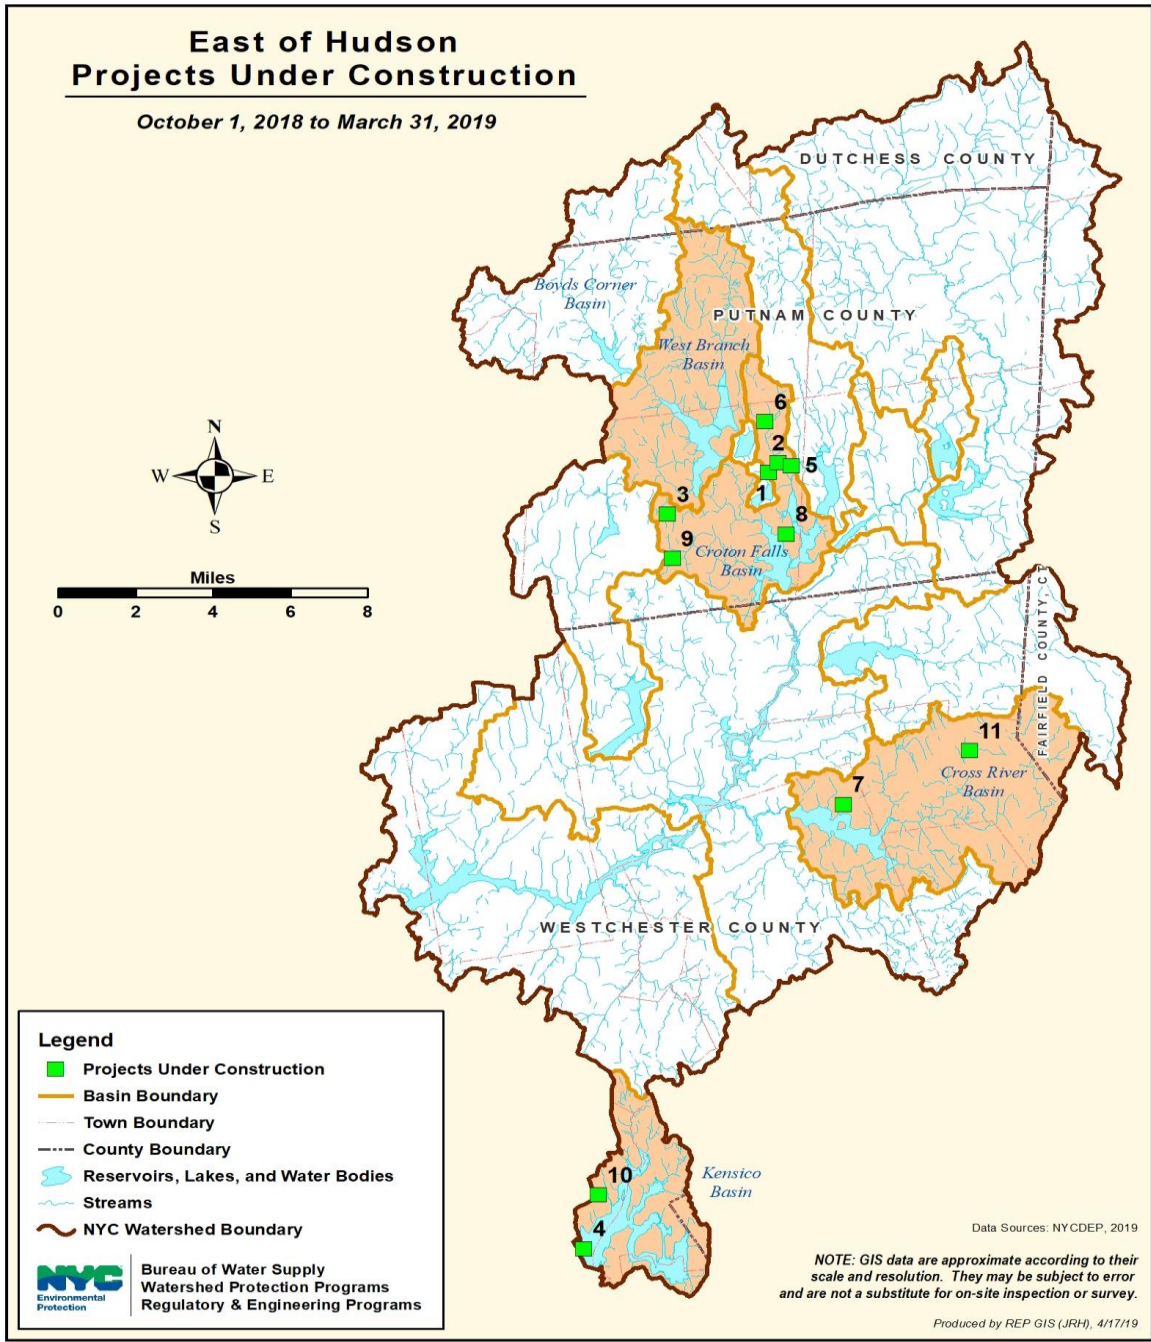 East of Hudson
Projects Under Construction
October 1, 2018 to March 31, 2019
DUTCHESS COUNTY
Boyds Corner
Basin
PUTNAM COUNTY
West Branch
Basin
6
2
5
1
3
8
9
Croton Falls
Basin
N
W
E
S
Miles
0 2 4 6 8
FAIRFIELD COUNTY, CT
11
Cross River
Basin
7
WESTCHESTER COUNTY
10
Kensico
Basin
4
Legend
Projects Under Construction
Basin Boundary
Town Boundary
County Boundary
Reservoirs, Lakes, and Water Bodies
Streams
NYC Watershed Boundary
NYC
Environmental
Protection
Bureau of Water Supply
Watershed Protection Programs
Regulatory & Engineering Programs
Data Sources: NYCDEP, 2019
NOTE: GIS data are approximate according to their
scale and resolution. They may be subject to error
and are not a substitute for on-site inspection or survey.
Produced by REP GIS (JRH), 4/17/19